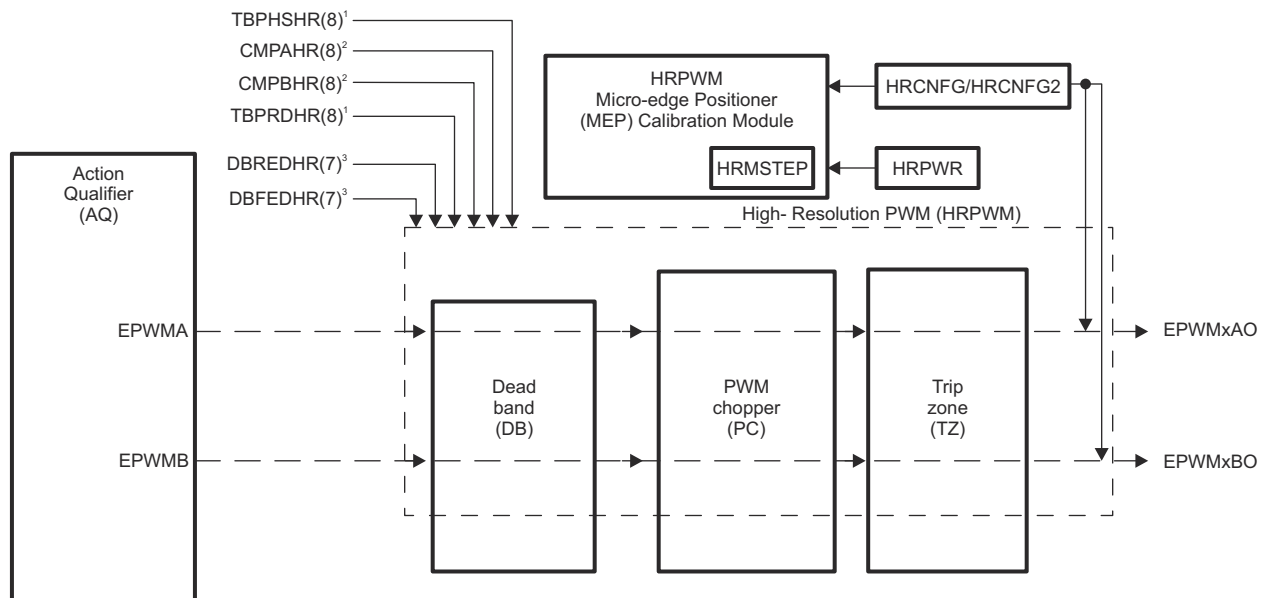 TBPHSHR(8)¹
CMPAHR(8)²
CMPBHR(8)²
TBPRDHR(8)¹
DBREDHR(7)³
DBFEDHR(7)³
HRPWM
Micro-edge Positioner
(MEP) Calibration Module
HRMSTEP
HRCNFG/HRCNFG2
HRPWR
High- Resolution PWM (HRPWM)
Action
Qualifier
(AQ)
EPWMA
EPWMB
Dead
band
(DB)
PWM
chopper
(PC)
Trip
zone
(TZ)
EPWMxAO
EPWMxBO